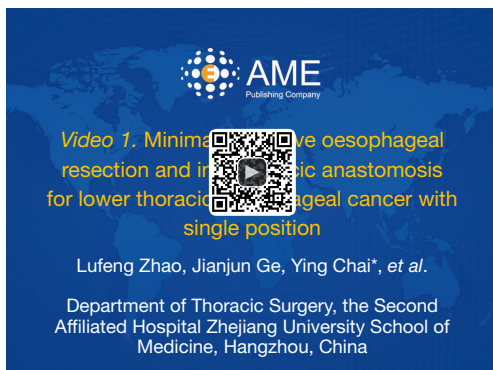 E
AME
Publishing Company
Video 1. Minima ve oesophageal
resection and in cic anastomosis
for lower thoracic ageal cancer with
single position
Lufeng Zhao, Jianjun Ge, Ying Chai*, et al.
Department of Thoracic Surgery, the Second
Affiliated Hospital Zhejiang University School of
Medicine, Hangzhou, China